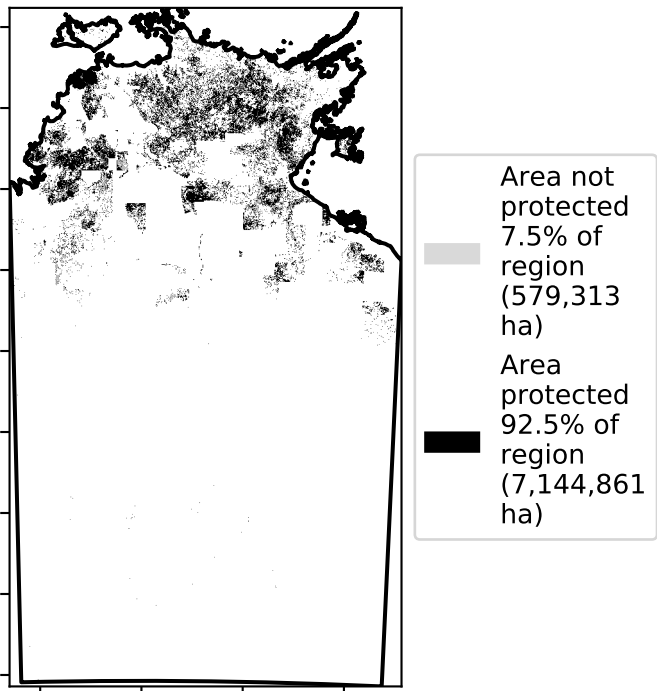 Area not
protected
7.5% of
region
(579,313
ha)
Area
protected
92.5% of
region
(7,144,861
ha)